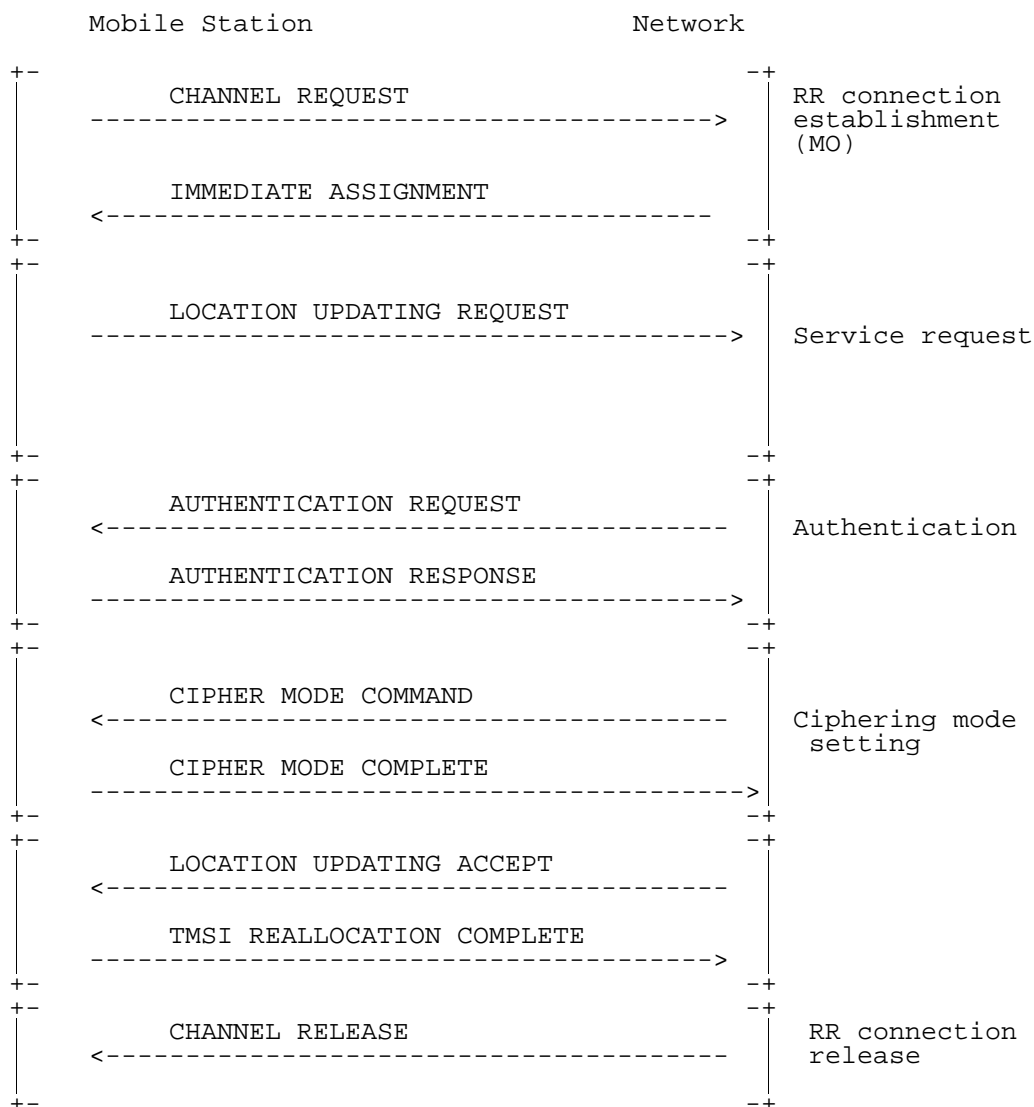 Mobile Station Network
CHANNEL REQUEST
RR connection
establishment
(MO)
IMMEDIATE ASSIGNMENT
LOCATION UPDATING REQUEST
Service request
AUTHENTICATION REQUEST
Authentication
AUTHENTICATION RESPONSE
CIPHER MODE COMMAND
Ciphering mode
setting
CIPHER MODE COMPLETE
LOCATION UPDATING ACCEPT
TMSI REALLOCATION COMPLETE
CHANNEL RELEASE
RR connection
release